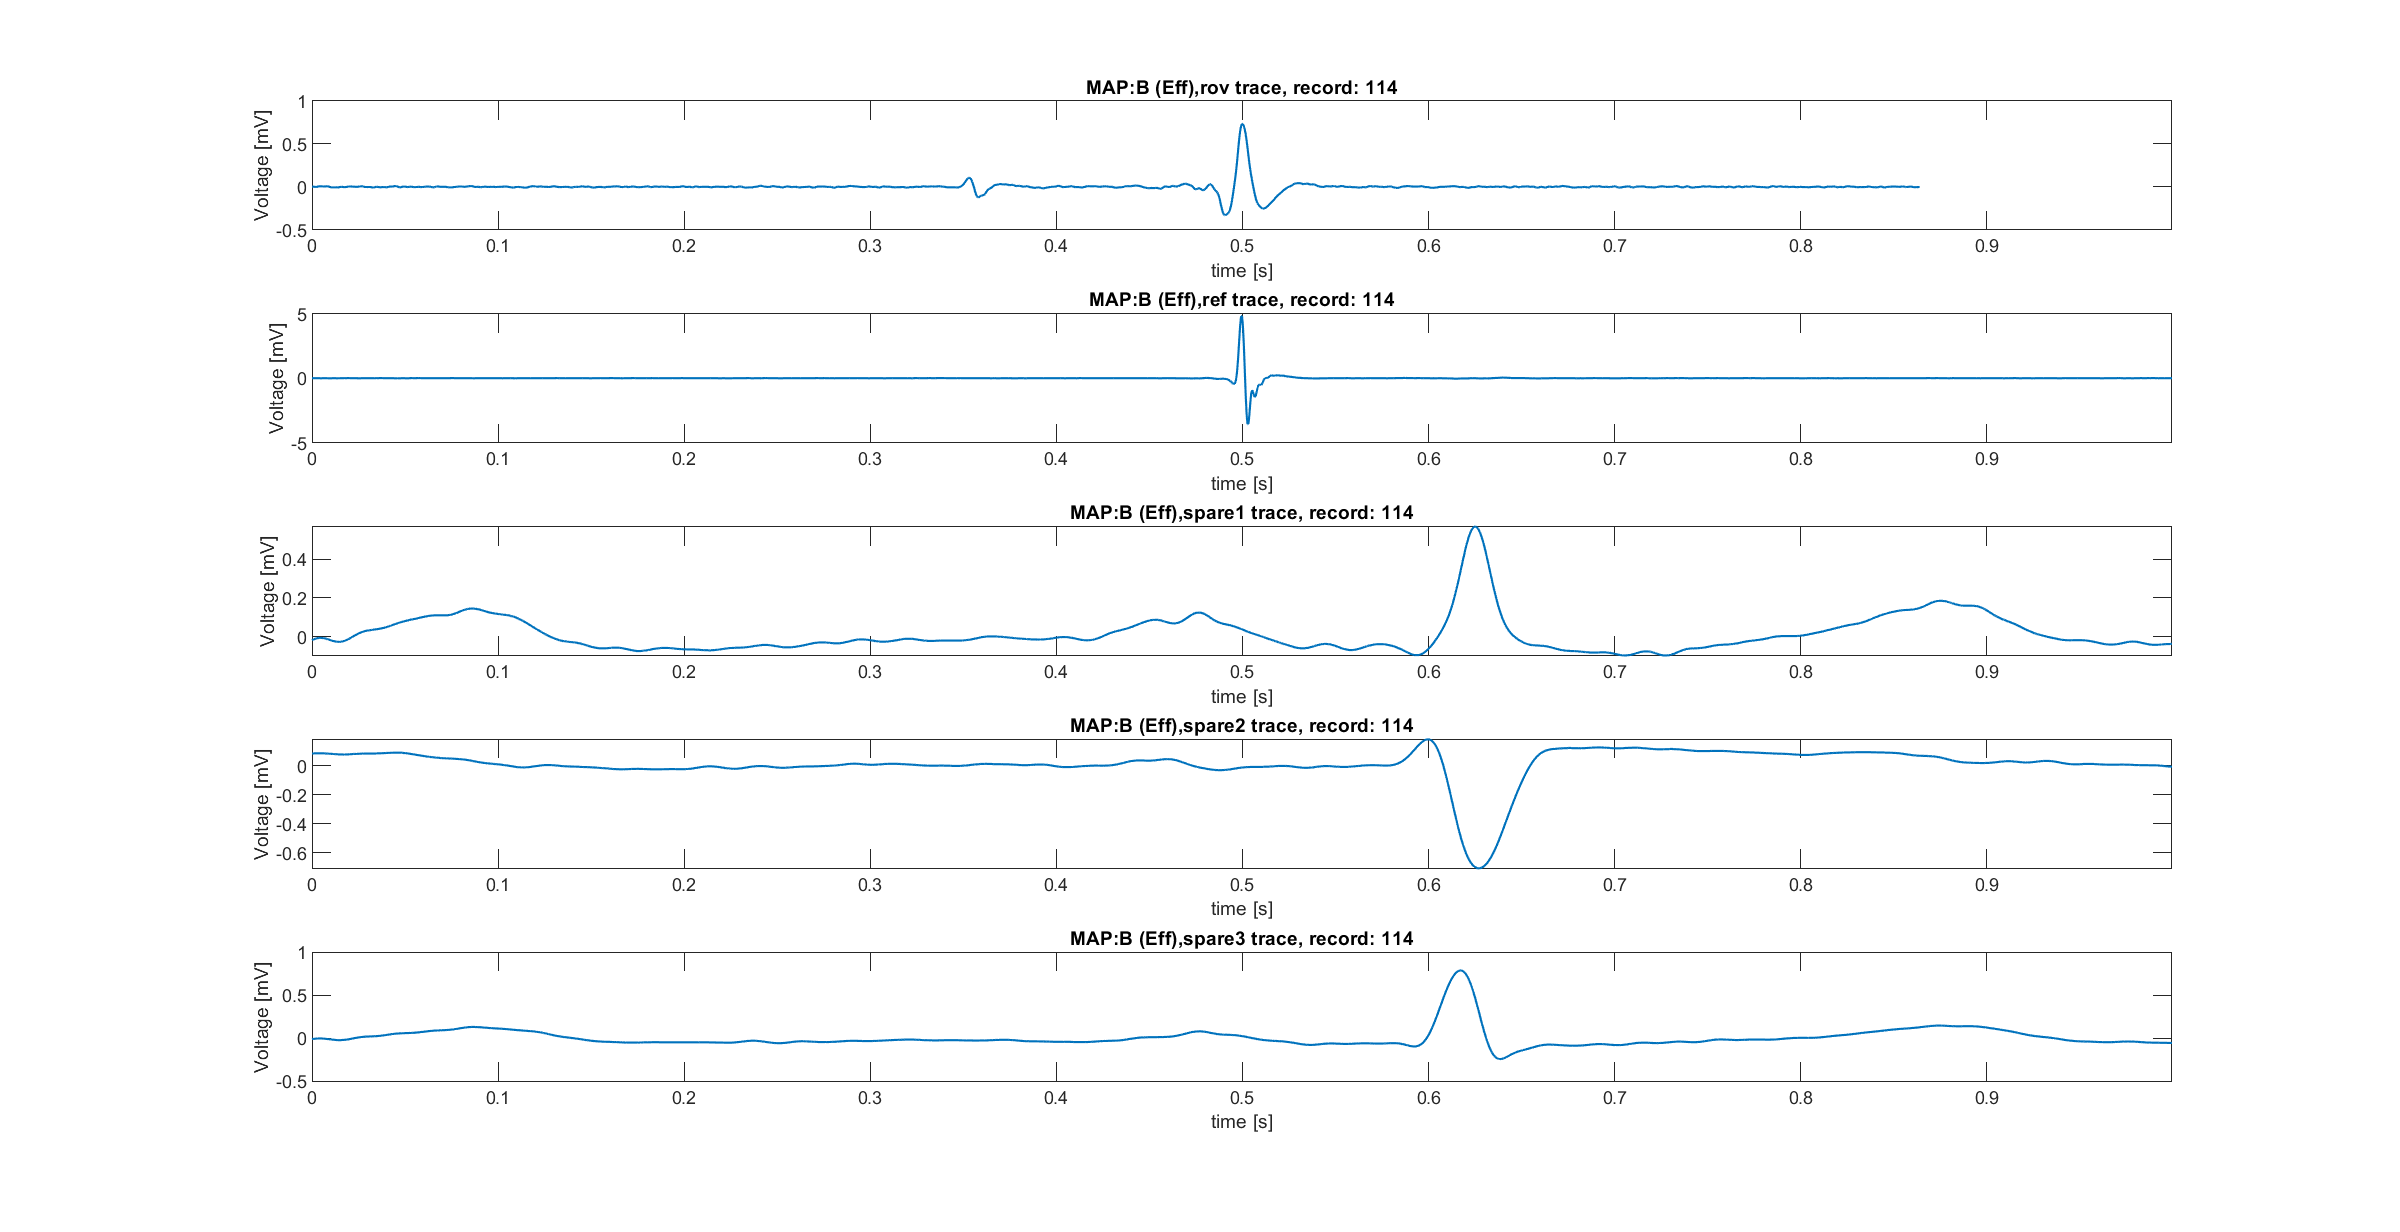 MAP:B (Eff),rov trace, record: 114
Voltage [mV]
1
0.5
0
-0.5
0 0.1 0.2 0.3 0.4 0.5 0.6 0.7 0.8 0.9
time [s]
MAP:B (Eff),ref trace, record: 114
Voltage [mV]
5
0
-5
0 0.1 0.2 0.3 0.4 0.5 0.6 0.7 0.8 0.9
time [s]
MAP:B (Eff),spare1 trace, record: 114
Voltage [mV]
0.4
0.2
0
0 0.1 0.2 0.3 0.4 0.5 0.6 0.7 0.8 0.9
time [s]
MAP:B (Eff),spare2 trace, record: 114
Voltage [mV]
0
-0.2
-0.4
-0.6
0 0.1 0.2 0.3 0.4 0.5 0.6 0.7 0.8 0.9
time [s]
MAP:B (Eff),spare3 trace, record: 114
Voltage [mV]
1
0.5
0
-0.5
0 0.1 0.2 0.3 0.4 0.5 0.6 0.7 0.8 0.9
time [s]